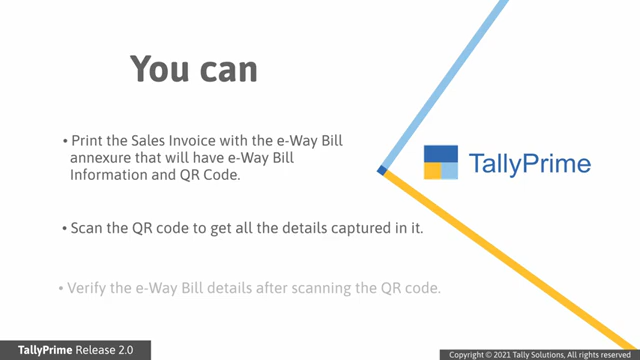 You can
• Print the Sales Invoice with the e-Way Bill
annexure that will have e-Way Bill
Information and QR Code.
TallyPrime
• Scan the QR code to get all the details captured in it.
• Verify the e-Way Bill details after scanning the QR code.
TallyPrime Release 2.0
Copyright © 2021 Tally Solutions, All rights reserved